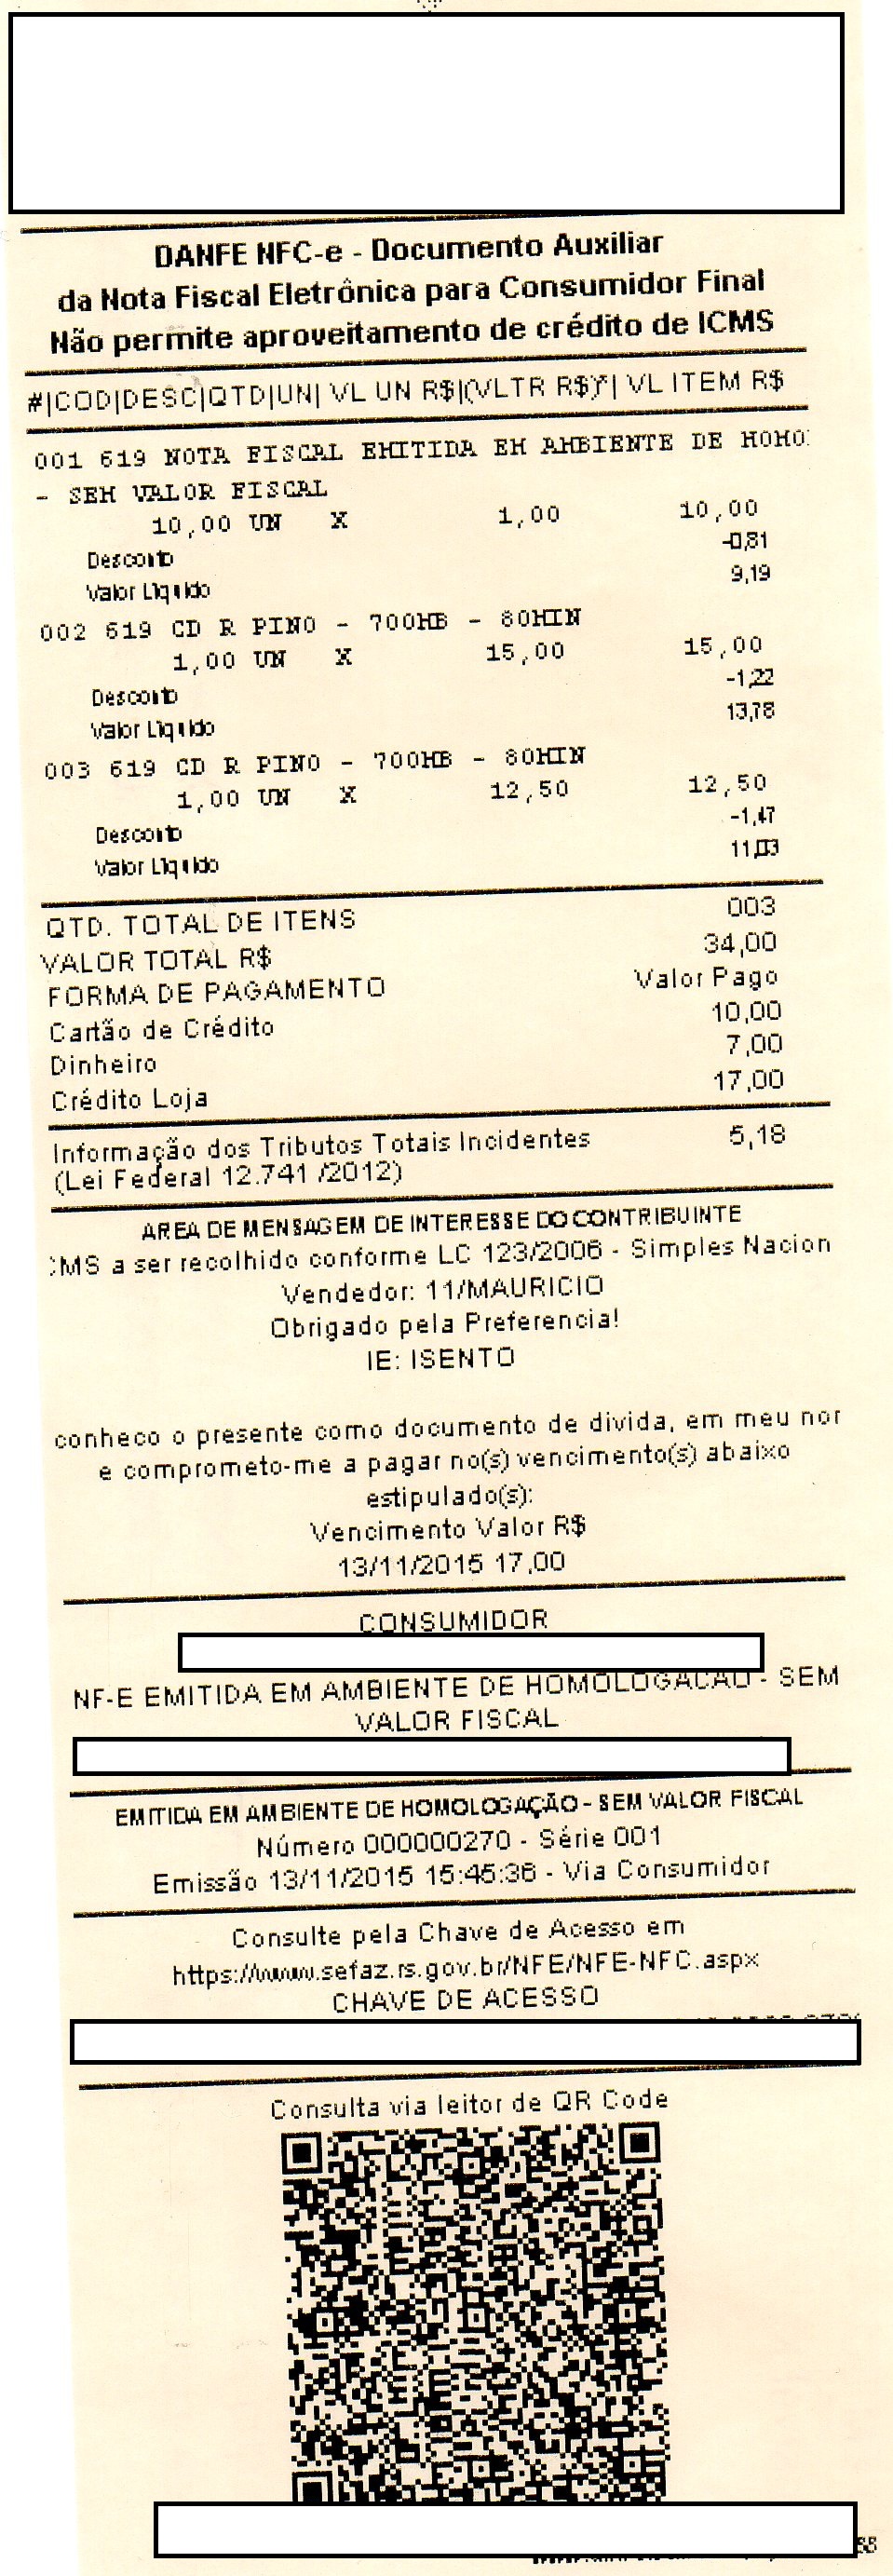 DANFE NFC-e - Documento Auxiliar
da Nota Fiscal Eletrônica para Consumidor Final
Não permite aproveitamento de crédito de ICMS
#|COD|DESC|QTD|UN| VL UN R$|(VLTR R$)*| VL ITEM R$
001 619 NOTA FISCAL EMITIDA EM AMBIENTE DE HOMO
- SEM VALOR FISCAL
10,00 UN X 1,00 10,00
Desconto -0,81
Valor Líquido 9,19
002 619 CD R PINO - 700MB - 80MIN
1,00 UN X 15,00 15,00
Desconto -1,22
Valor Líquido 13,78
003 619 CD R PINO - 700MB - 80MIN
1,00 UN X 12,50 12,50
Desconto -1,47
Valor Líquido 11,03
QTD. TOTAL DE ITENS 003
VALOR TOTAL R$ 34,00
FORMA DE PAGAMENTO Valor Pago
Cartão de Crédito 10,00
Dinheiro 7,00
Crédito Loja 17,00
Informação dos Tributos Totais Incidentes 5,18
(Lei Federal 12.741 /2012)
AREA DE MENSAGEM DE INTERESSE DO CONTRIBUINTE
CMS a ser recolhido conforme LC 123/2006 - Simples Nacion
Vendedor: 11/MAURICIO
Obrigado pela Preferencia!
IE: ISENTO
conheco o presente como documento de divida, em meu nor
e comprometo-me a pagar no(s) vencimento(s) abaixo
estipulado(s):
Vencimento Valor R$
13/11/2015 17,00
CONSUMIDOR
NF-E EMITIDA EM AMBIENTE DE HOMOLOGACAO - SEM
VALOR FISCAL
EMITIDA EM AMBIENTE DE HOMOLOGAÇÃO - SEM VALOR FISCAL
Número 000000270 - Série 001
Emissão 13/11/2015 15:45:36 - Via Consumidor
Consulte pela Chave de Acesso em
https://www.sefaz.rs.gov.br/NFE/NFE-NFC.aspx
CHAVE DE ACESSO
Consulta via leitor de QR Code